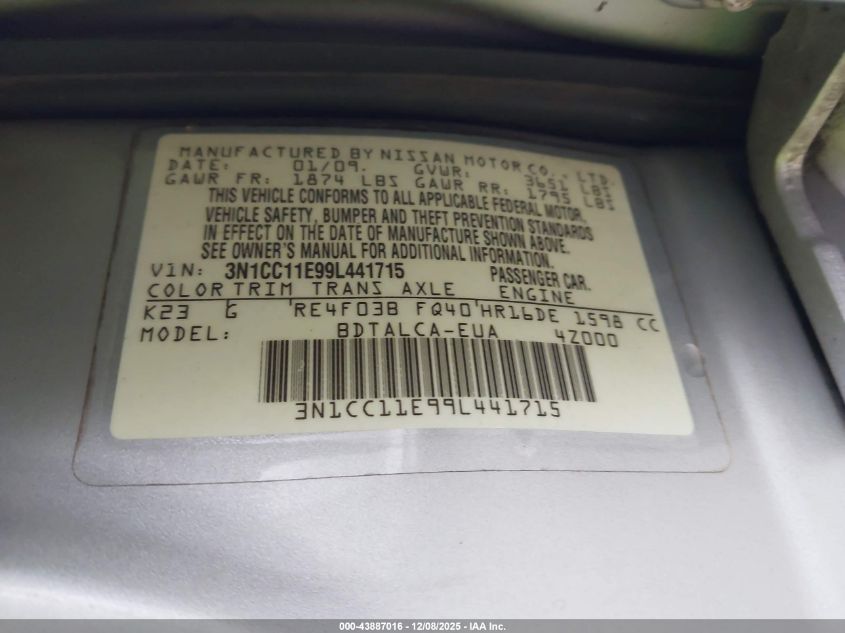 MANUFACTURED BY NISSAN MOTOR CO., LTD.
DATE: 01/09. GVWR: 3651 LBS
GAWR FR: 1874 LBS GAWR RR: 1795 LBS
THIS VEHICLE CONFORMS TO ALL APPLICABLE FEDERAL MOTOR
VEHICLE SAFETY, BUMPER AND THEFT PREVENTION STANDARDS
IN EFFECT ON THE DATE OF MANUFACTURE SHOWN ABOVE.
SEE OWNER'S MANUAL FOR ADDITIONAL INFORMATION.
VIN: 3N1CC11E99L441715 PASSENGER CAR.
COLOR TRIM TRANS AXLE ENGINE
K23 G 'RE4F03B FQ40'HR16DE 1598 CC
MODEL: BDTALCA-EUA 4Z000
3N1CC11E99L441715
000-43887016 - 12/08/2025 - IAA Inc.